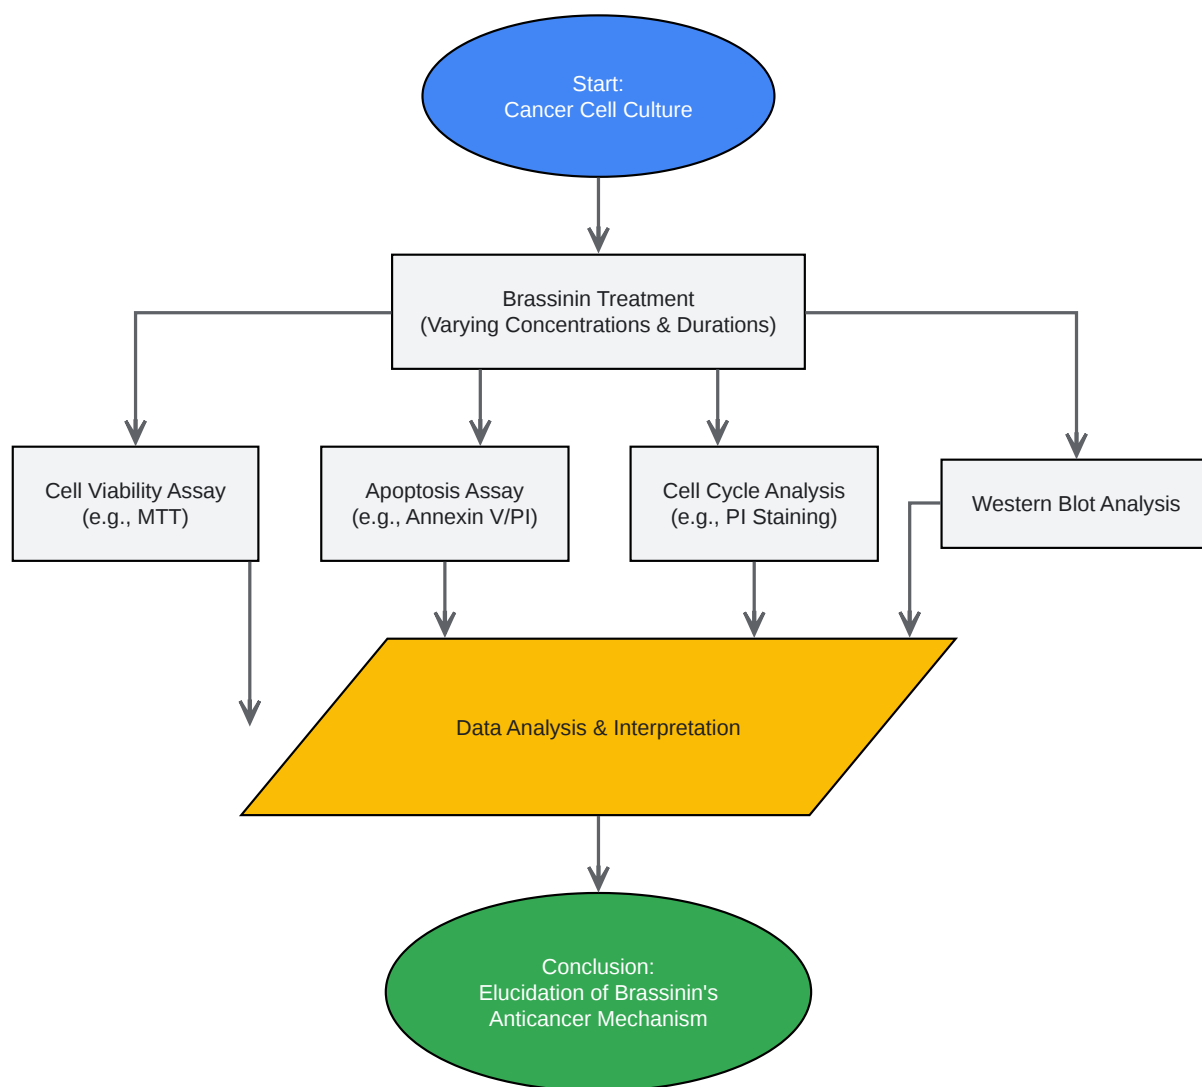 Start:
Cancer Cell Culture
Brassinin Treatment
(Varying Concentrations & Durations)
Cell Viability Assay
(e.g., MTT)
Apoptosis Assay
(e.g., Annexin V/PI)
Cell Cycle Analysis
(e.g., PI Staining)
Western Blot Analysis
Data Analysis & Interpretation
Conclusion:
Elucidation of Brassinin's
Anticancer Mechanism